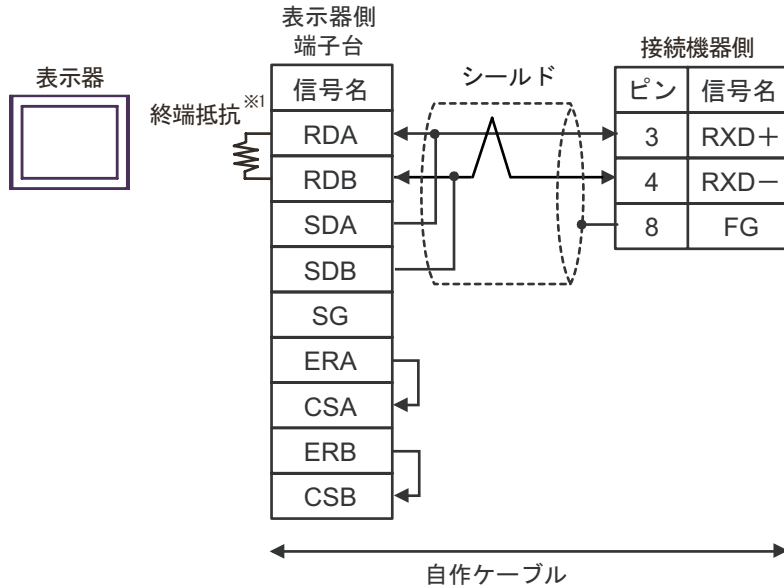 表示器
終端抵抗※1
表示器側
端子台
信号名
RDA
RDB
SDA
SDB
SG
ERA
CSA
ERB
CSB
シールド
接続機器側
ピン 信号名
3 RXD＋
4 RXD－
8 FG
自作ケーブル